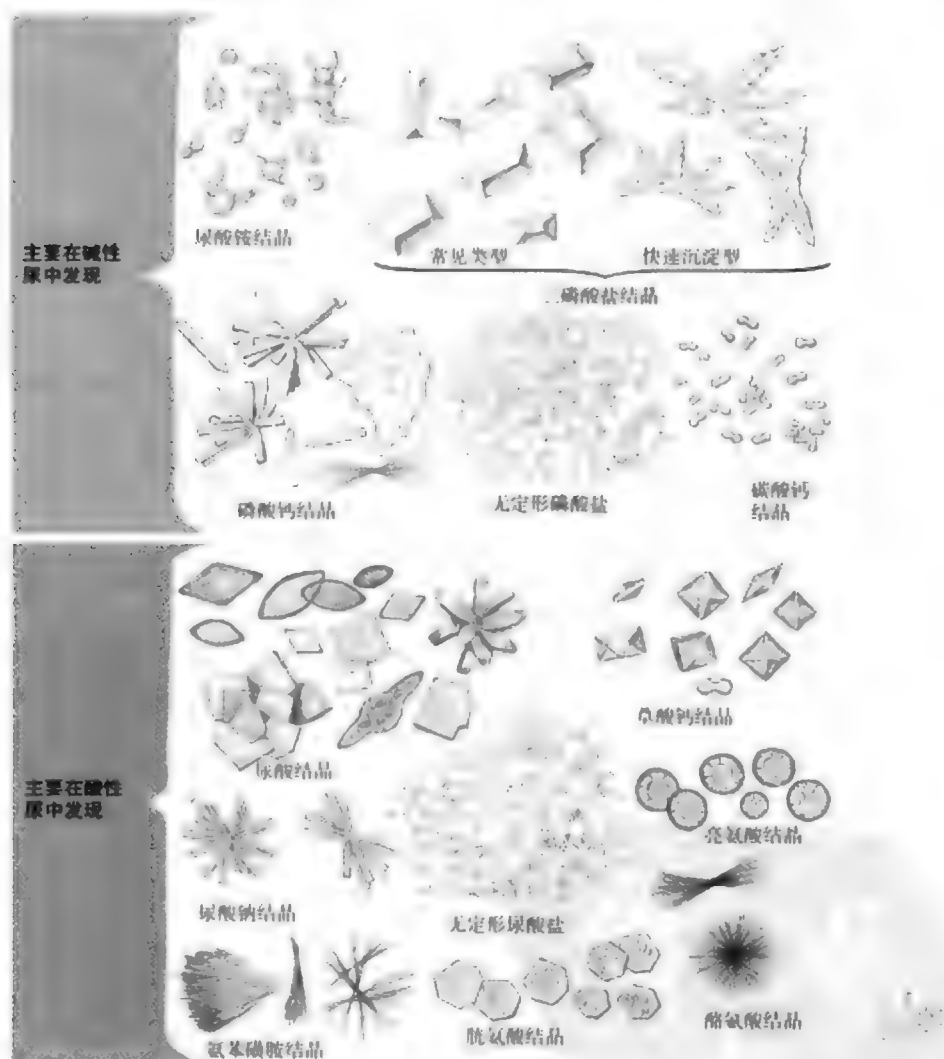 主要在碱性
尿中发现
尿酸铵结晶
常见类型
快速沉淀型
磷酸盐结晶
磷酸钙结晶
无定形磷酸盐
碳酸钙
结晶
主要在酸性
尿中发现
尿酸结晶
草酸钙结晶
亮氨酸结晶
尿酸钠结晶
无定形尿酸盐
氨苯磺胺结晶
胱氨酸结晶
酪氨酸结晶